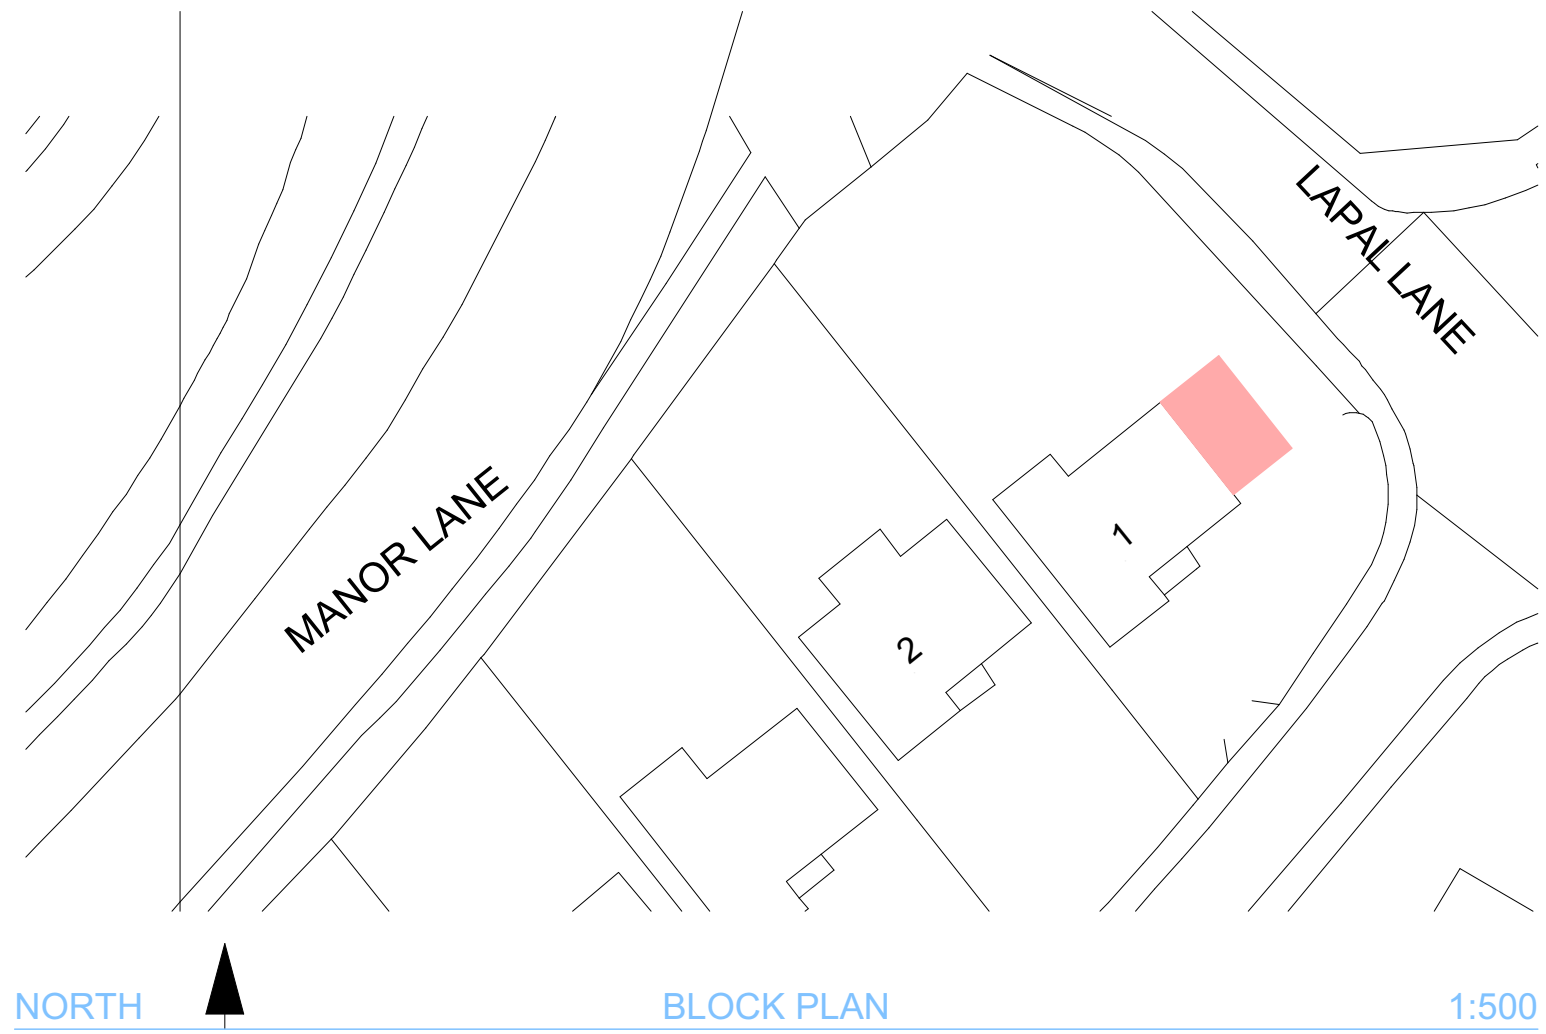 LAPAL LANE
MANOR LANE
1
2
NORTH
BLOCK PLAN
1:500